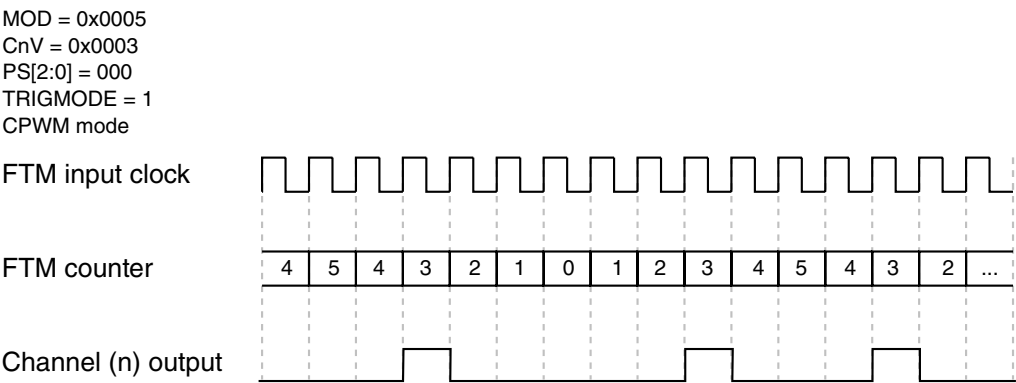 MOD = 0x0005
CnV = 0x0003
PS[2:0] = 000
TRIGMODE = 1
CPWM mode
FTM input clock
FTM counter 4 5 4 3 2 1 0 1 2 3 4 5 4 3 2 ...
Channel (n) output